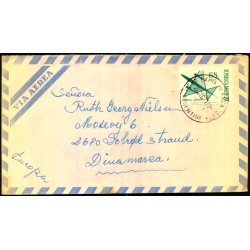 VIA AEREA
Señora
Ruth Georg Nielsen
Mosevej 6
2680 Solrød Strand
Dinamarca
Europa